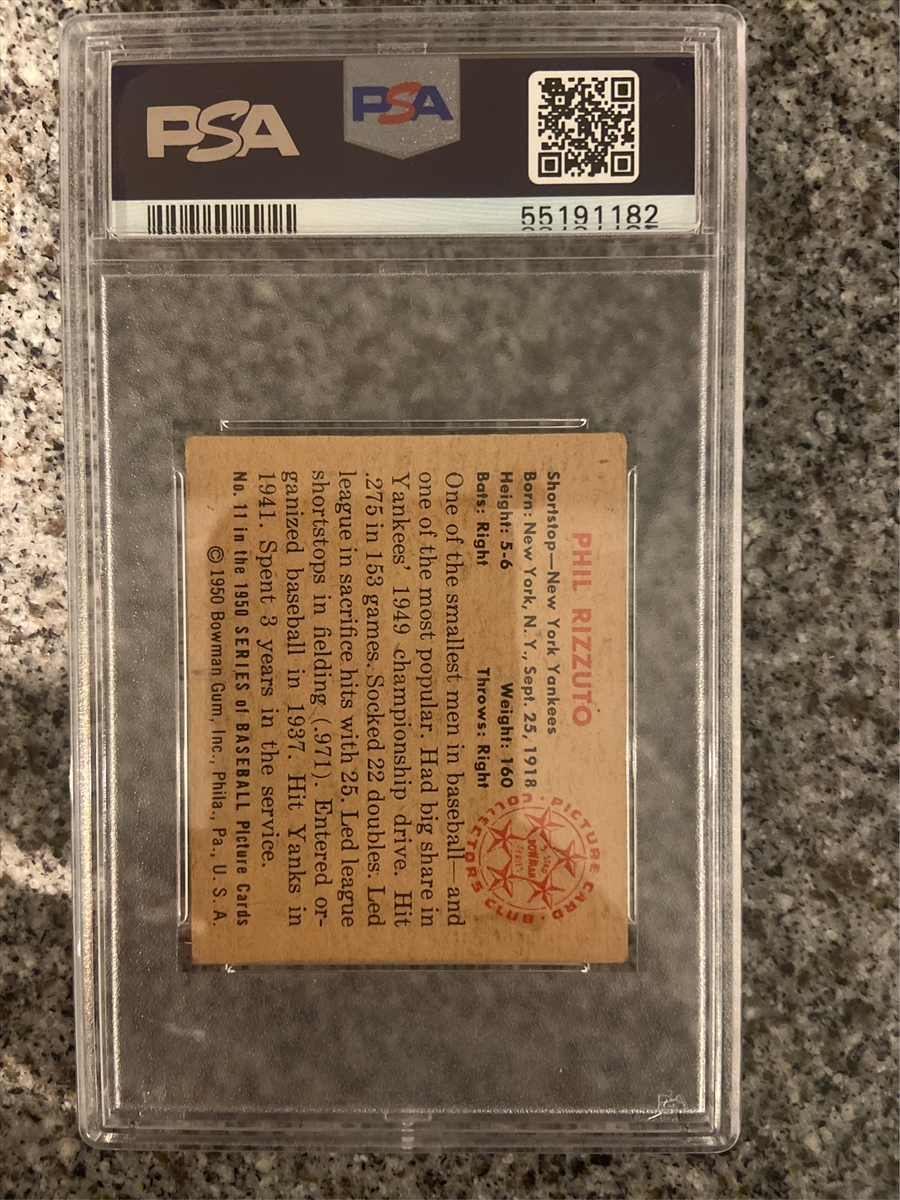 PSA
PSA
55191182
PHIL RIZZUTO
Shortstop—New York Yankees
Born: New York, N. Y., Sept. 25, 1918
Height: 5-6 Weight: 160
Bats: Right Throws: Right
PICTURE CARD COLLECTORS CLUB
5-STAR
BOWMAN
SERIES
One of the smallest men in baseball—and
one of the most popular. Had big share in
Yankees' 1949 championship drive. Hit
.275 in 153 games. Socked 22 doubles. Led
league in sacrifice hits with 25. Led league
shortstops in fielding (.971). Entered or-
ganized baseball in 1937. Hit Yanks in
1941. Spent 3 years in the service.
No. 11 in the 1950 SERIES of BASEBALL Picture Cards
©1950 Bowman Gum, Inc., Phila., Pa., U. S. A.